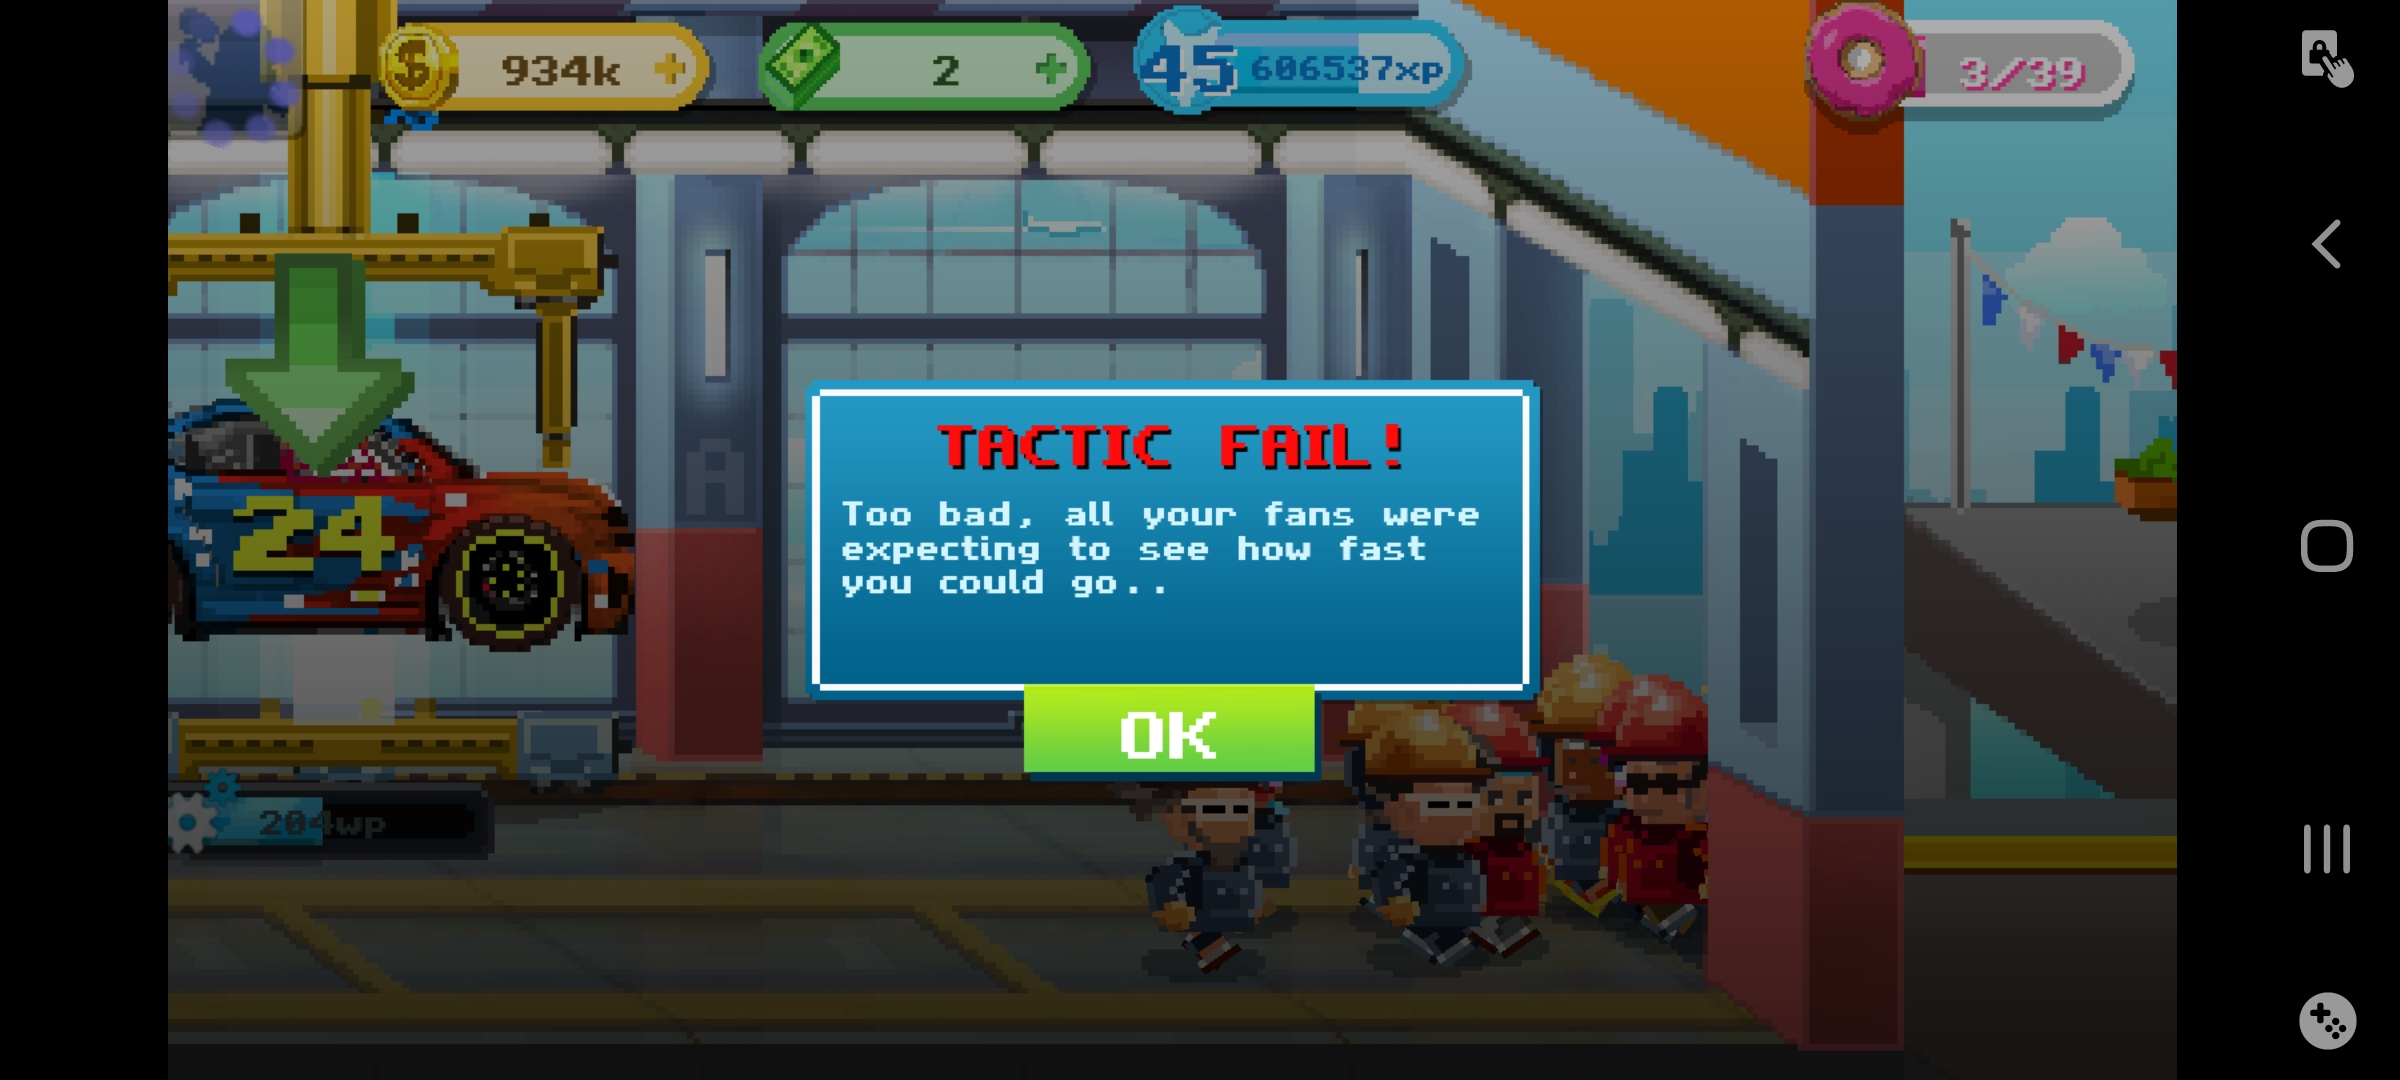 934k
2
45 606537xp
3/39
A
24
TACTIC FAIL!
Too bad, all your fans were
expecting to see how fast
you could go..
OK
204wp